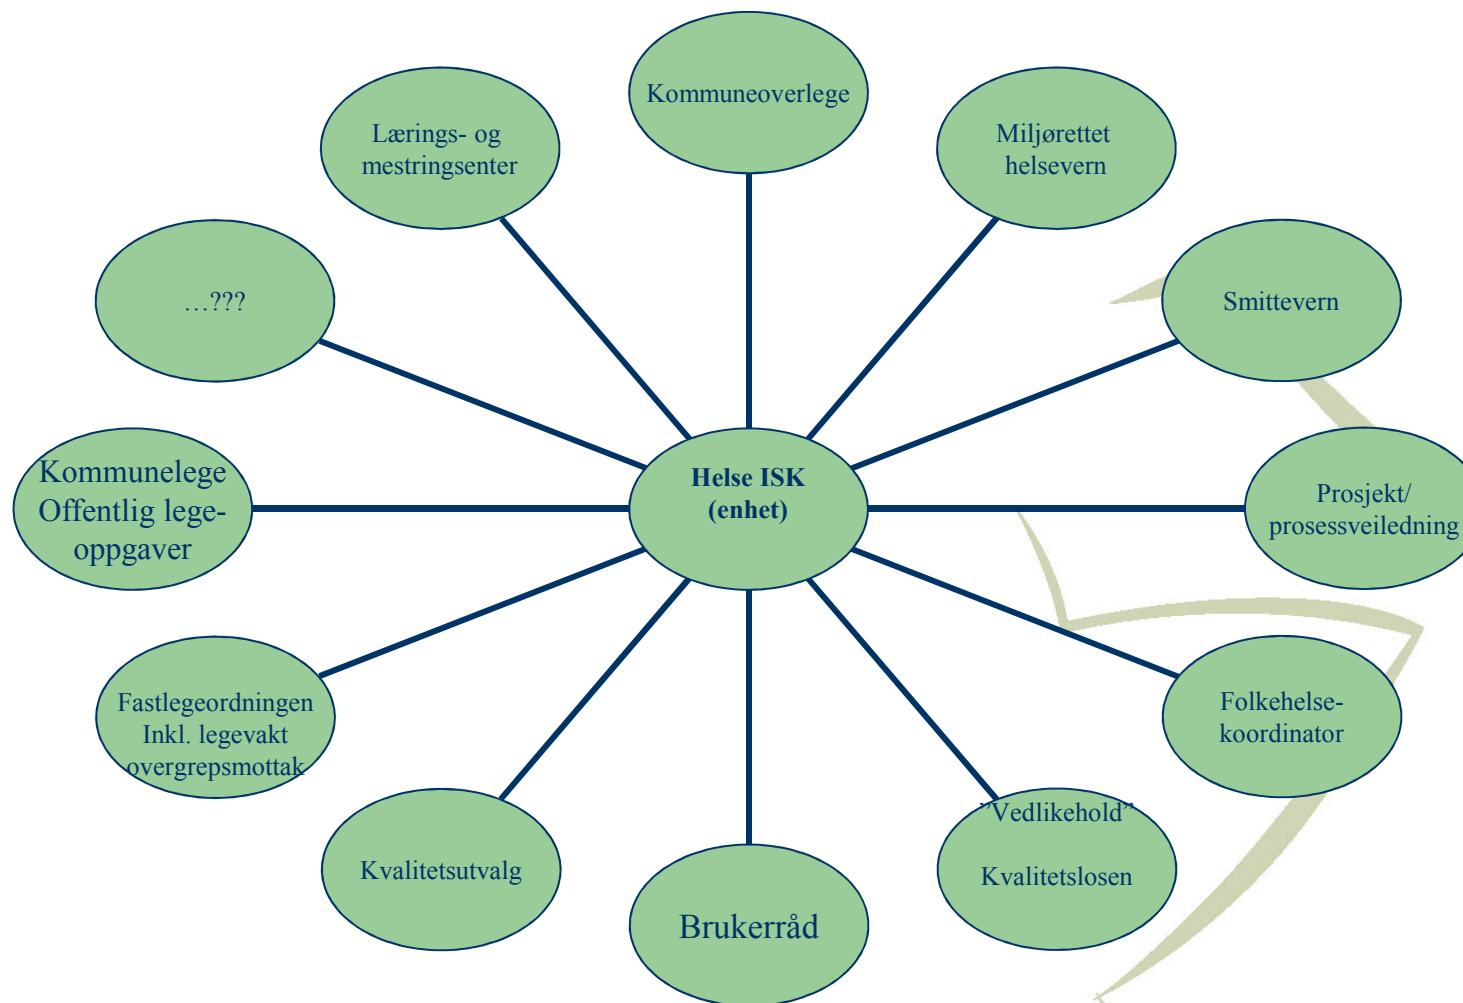 Kommuneoverlege
Lærings- og
mestringsenter
Miljørettet
helsevern
…???
Smittevern
Kommunelege
Offentlig lege-
oppgaver
Helse ISK
(enhet)
Prosjekt/
prosessveiledning
Fastlegeordningen
Inkl. legevakt
overgrepsmottak
Folkehelse-
koordinator
Kvalitetsutvalg
Brukerråd
”Vedlikehold”
Kvalitetslosen